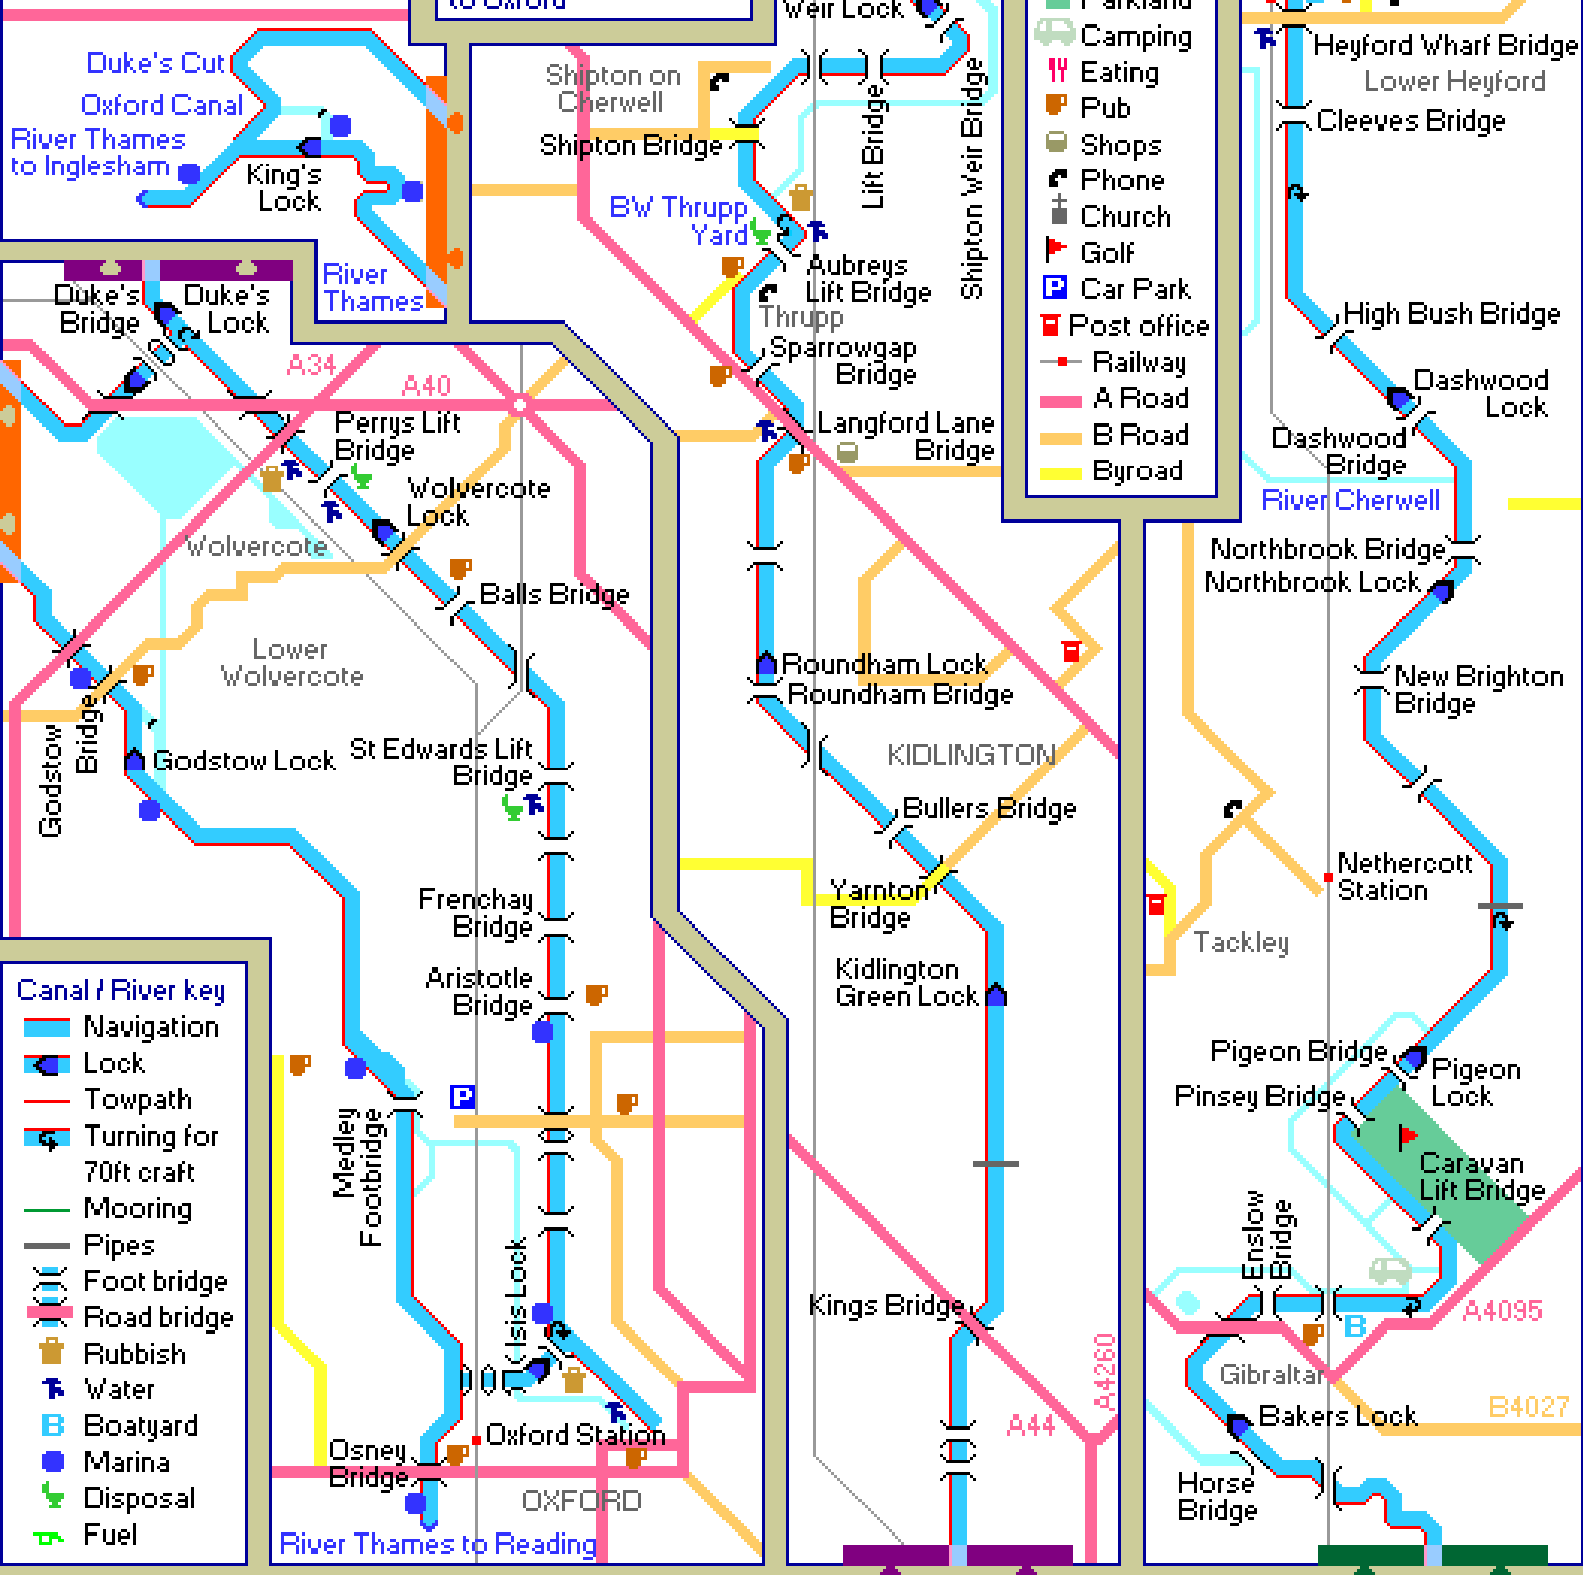 to Oxford
Duke's Cut
Oxford Canal
River Thames
to Inglesham
King's
Lock
River
Thames
Duke's
Bridge
Duke's
Lock
A34
A40
Perrys Lift
Bridge
Wolvercote
Lock
Wolvercote
Balls Bridge
Lower
Wolvercote
Godstow
Bridge
Godstow Lock
St Edwards Lift
Bridge
Frenchay
Bridge
Aristotle
Bridge
P
Medley
Footbridge
Isis Lock
Oxford Station
Osney
Bridge
OXFORD
River Thames to Reading
Canal / River key
Navigation
Lock
Towpath
Turning for
70ft craft
Mooring
Pipes
Foot bridge
Road bridge
Rubbish
Water
B Boatyard
Marina
Disposal
Fuel
Weir Lock
Shipton on
Cherwell
Shipton Bridge
Lift Bridge
Shipton Weir Bridge
BW Thrupp
Yard
Aubreys
Lift Bridge
Thrupp
Sparrowgap
Bridge
Langford Lane
Bridge
Roundham Lock
Roundham Bridge
KIDLINGTON
Bullers Bridge
Yarnton
Bridge
Kidlington
Green Lock
Kings Bridge
A44
A4260
Parkland
Camping
Eating
Pub
Shops
Phone
Church
Golf
P Car Park
Post office
Railway
A Road
B Road
Byroad
Heyford Wharf Bridge
Lower Heyford
Cleeves Bridge
High Bush Bridge
Dashwood
Lock
Dashwood
Bridge
River Cherwell
Northbrook Bridge
Northbrook Lock
New Brighton
Bridge
Nethercott
Station
Tackley
Pigeon Bridge
Pigeon
Lock
Pinsey Bridge
Caravan
Lift Bridge
Enslow
Bridge
A4095
B
Gibraltar
B4027
Bakers Lock
Horse
Bridge